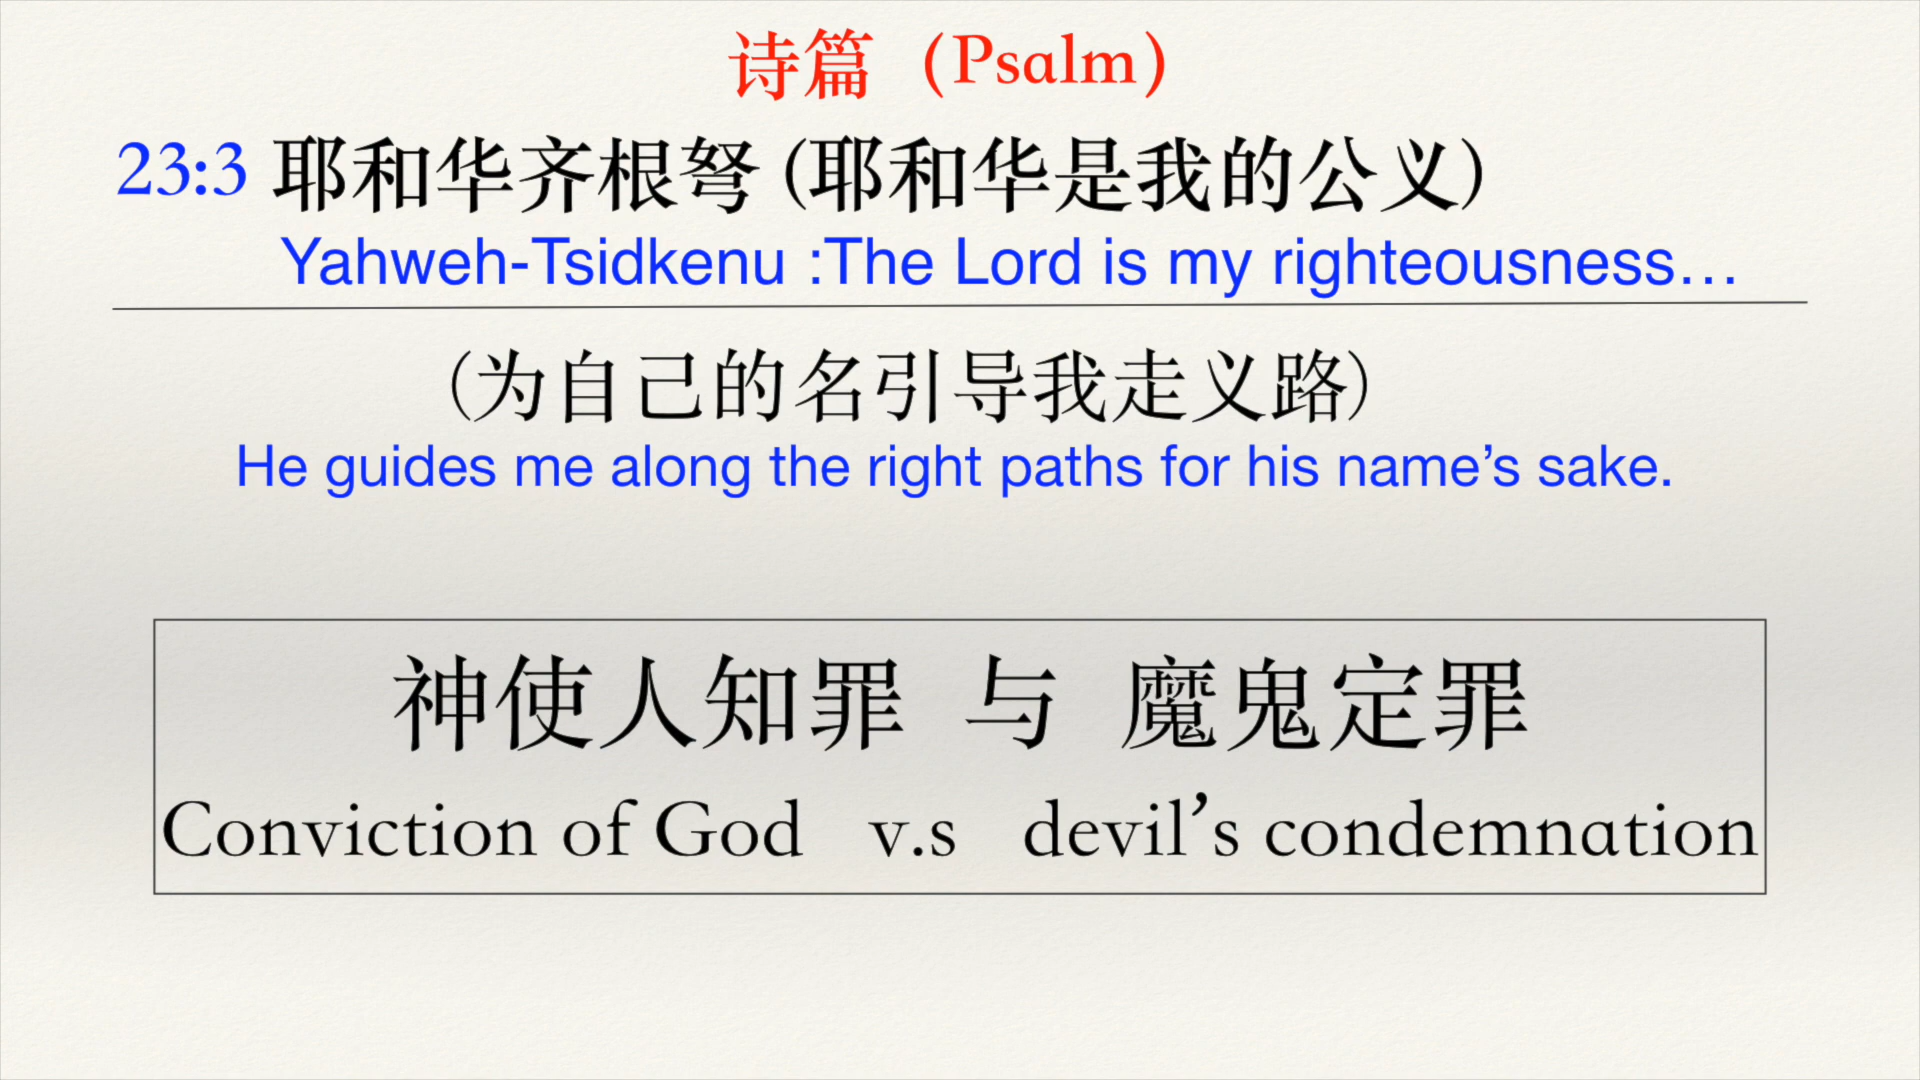 诗篇（Psalm）
23:3 耶和华齐根弩 (耶和华是我的公义)
Yahweh-Tsidkenu :The Lord is my righteousness…
(为自己的名引导我走义路)
He guides me along the right paths for his name’s sake.
神使人知罪 与 魔鬼定罪
Conviction of God v.s devil’s condemnation